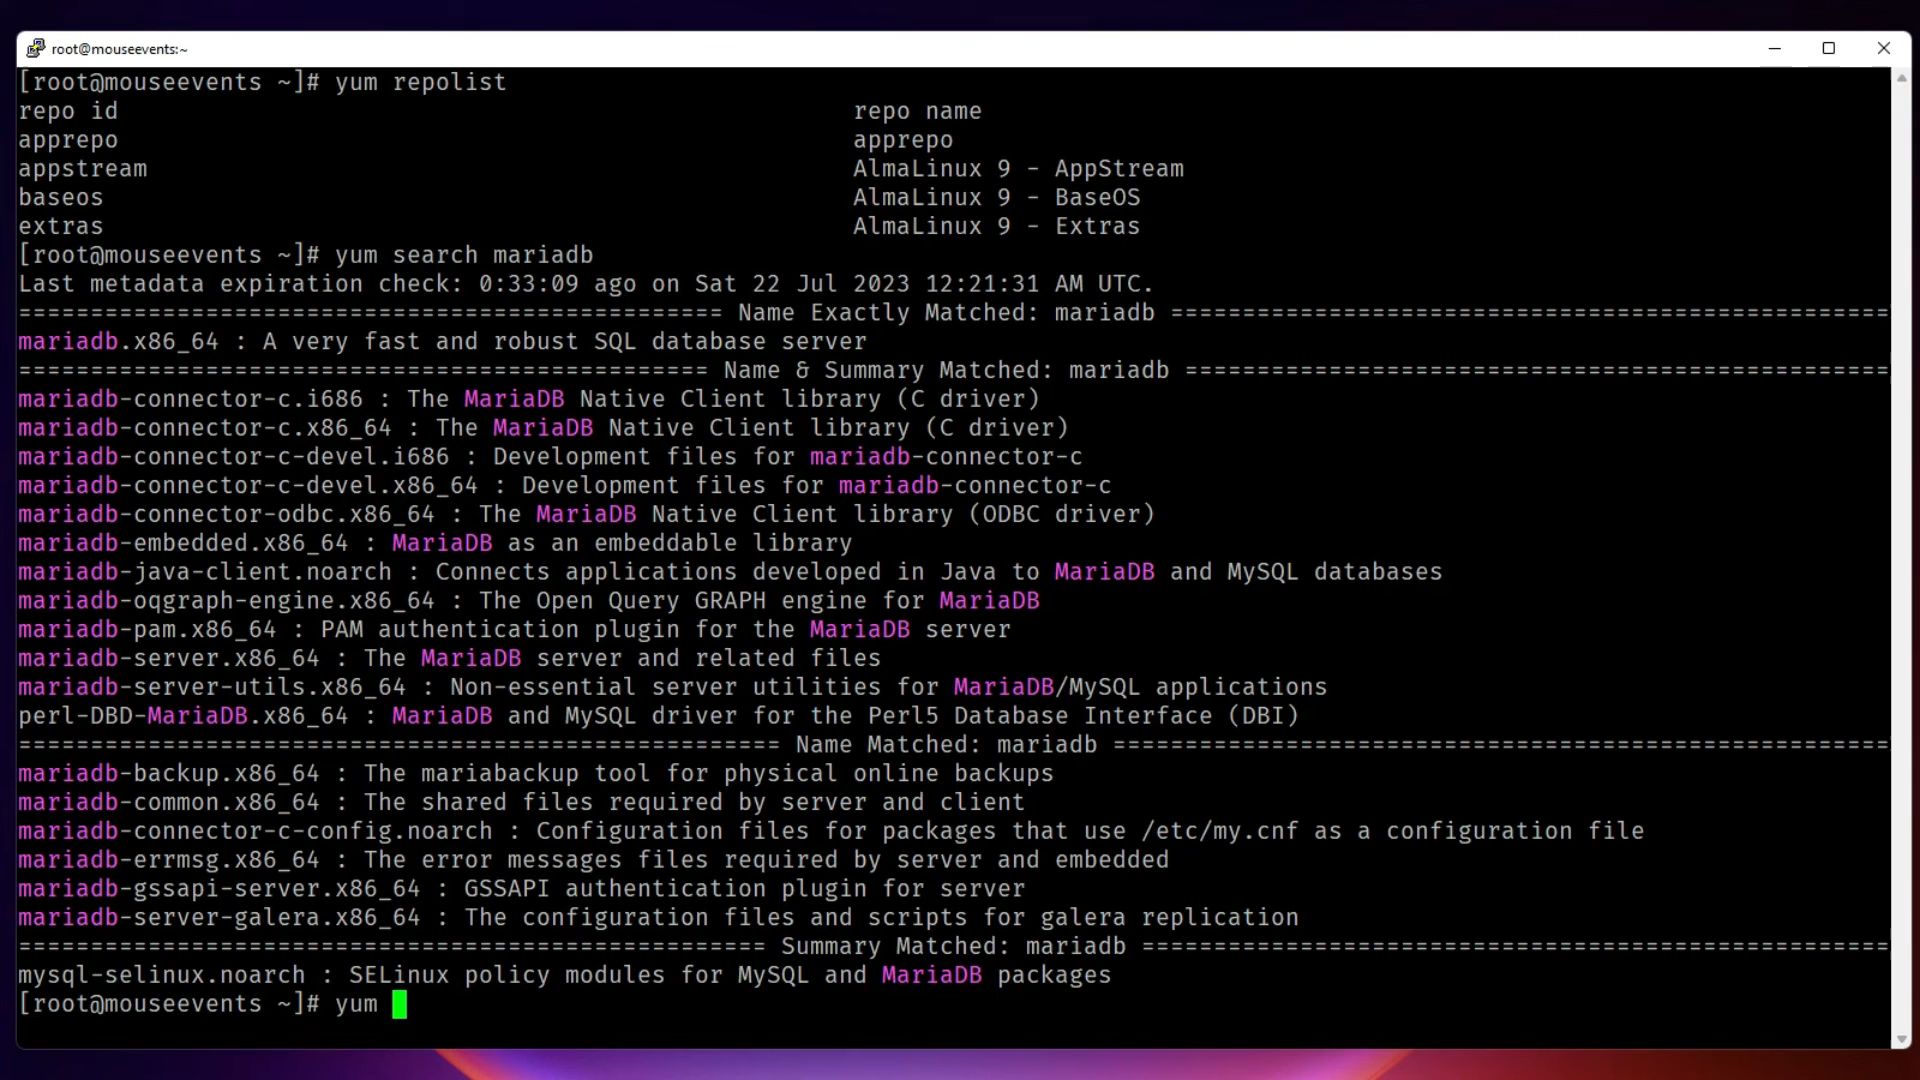 root@mouseevents:~
[root@mouseevents ~]# yum repolist
repo id repo name
apprepo apprepo
appstream AlmaLinux 9 - AppStream
baseos AlmaLinux 9 - BaseOS
extras AlmaLinux 9 - Extras
[root@mouseevents ~]# yum search mariadb
Last metadata expiration check: 0:33:09 ago on Sat 22 Jul 2023 12:21:31 AM UTC.
================================================= Name Exactly Matched: mariadb ==================================================
mariadb.x86_64 : A very fast and robust SQL database server
================================================ Name & Summary Matched: mariadb =================================================
mariadb-connector-c.i686 : The MariaDB Native Client library (C driver)
mariadb-connector-c.x86_64 : The MariaDB Native Client library (C driver)
mariadb-connector-c-devel.i686 : Development files for mariadb-connector-c
mariadb-connector-c-devel.x86_64 : Development files for mariadb-connector-c
mariadb-connector-odbc.x86_64 : The MariaDB Native Client library (ODBC driver)
mariadb-embedded.x86_64 : MariaDB as an embeddable library
mariadb-java-client.noarch : Connects applications developed in Java to MariaDB and MySQL databases
mariadb-oqgraph-engine.x86_64 : The Open Query GRAPH engine for MariaDB
mariadb-pam.x86_64 : PAM authentication plugin for the MariaDB server
mariadb-server.x86_64 : The MariaDB server and related files
mariadb-server-utils.x86_64 : Non-essential server utilities for MariaDB/MySQL applications
perl-DBD-MariaDB.x86_64 : MariaDB and MySQL driver for the Perl5 Database Interface (DBI)
===================================================== Name Matched: mariadb ======================================================
mariadb-backup.x86_64 : The mariabackup tool for physical online backups
mariadb-common.x86_64 : The shared files required by server and client
mariadb-connector-c-config.noarch : Configuration files for packages that use /etc/my.cnf as a configuration file
mariadb-errmsg.x86_64 : The error messages files required by server and embedded
mariadb-gssapi-server.x86_64 : GSSAPI authentication plugin for server
mariadb-server-galera.x86_64 : The configuration files and scripts for galera replication
==================================================== Summary Matched: mariadb ====================================================
mysql-selinux.noarch : SELinux policy modules for MySQL and MariaDB packages
[root@mouseevents ~]# yum